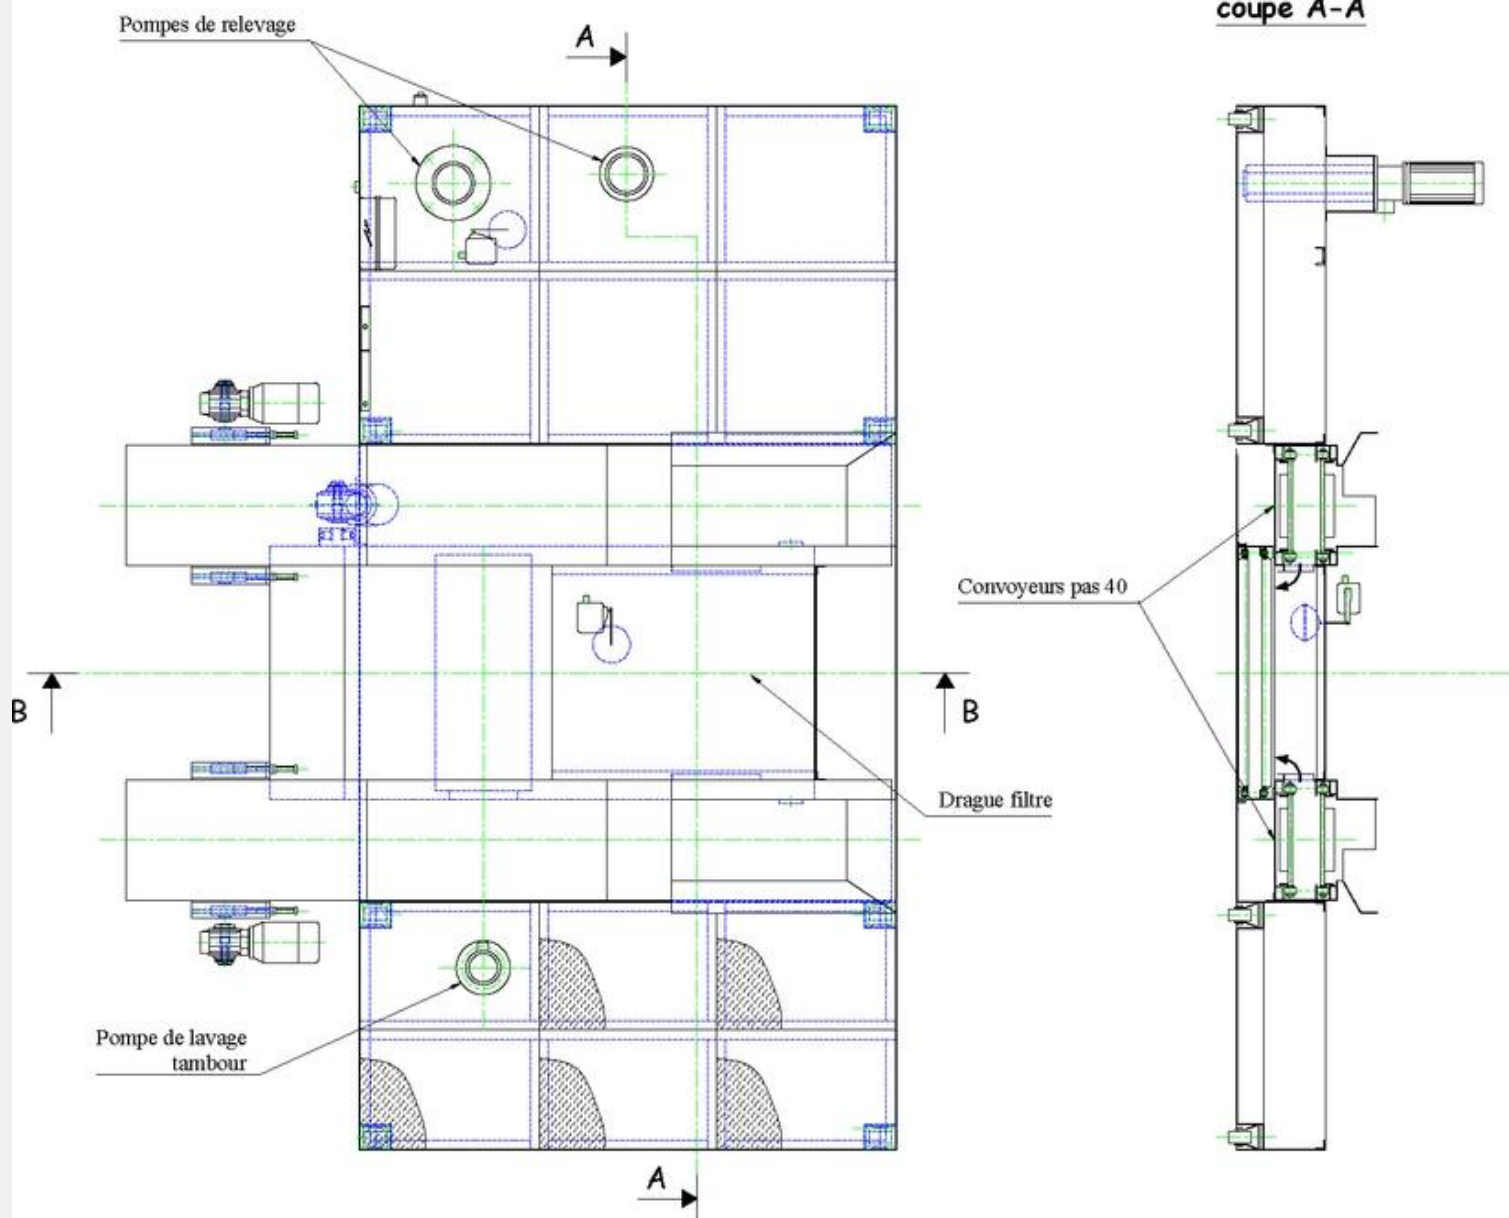 Pompes de relevage
A
coupe A-A
Convoyeurs pas 40
B
B
Drague filtre
Pompe de lavage
tambour
A